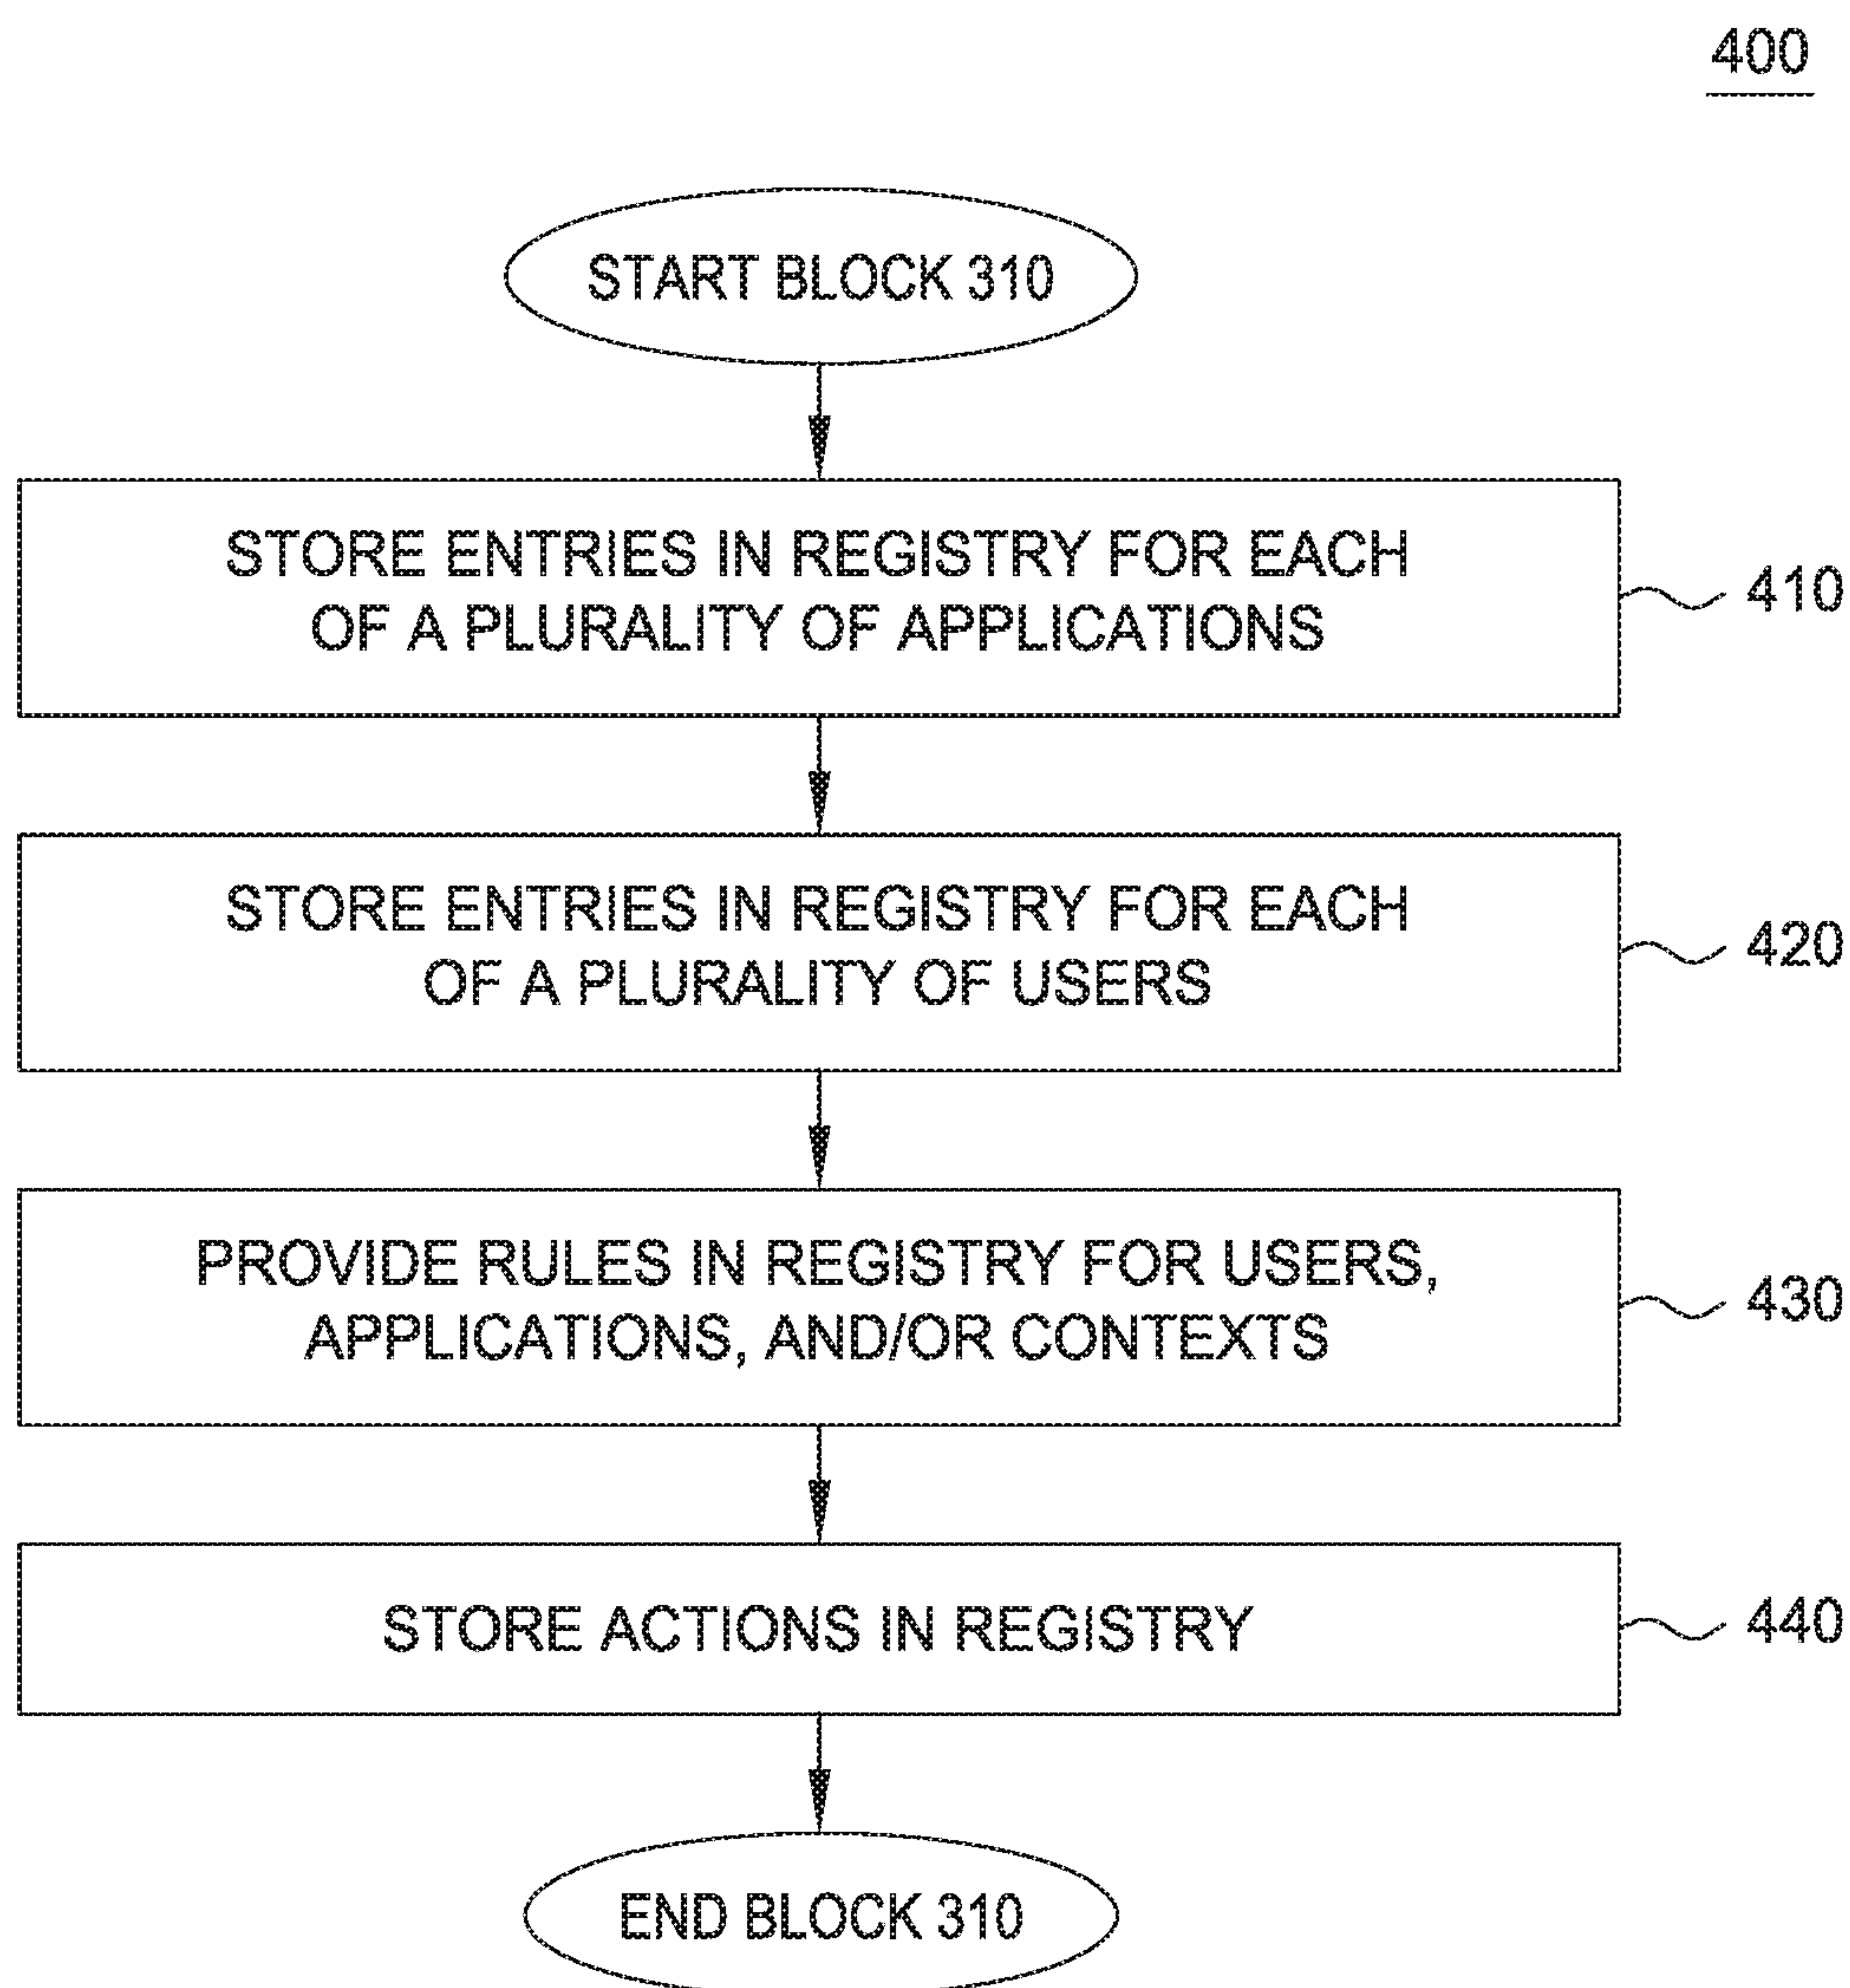 400
START BLOCK 310
STORE ENTRIES IN REGISTRY FOR EACH
OF A PLURALITY OF APPLICATIONS
410
STORE ENTRIES IN REGISTRY FOR EACH
OF A PLURALITY OF USERS
420
PROVIDE RULES IN REGISTRY FOR USERS,
APPLICATIONS, AND/OR CONTEXTS
430
STORE ACTIONS IN REGISTRY
440
END BLOCK 310